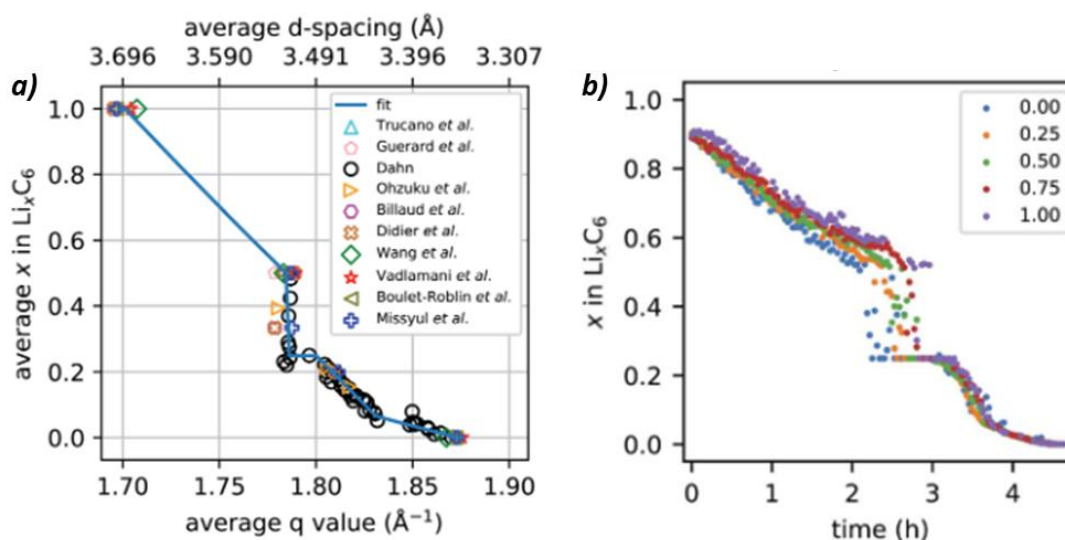 average d-spacing (Å)
3.696 3.590 3.491 3.396 3.307
a)
1.0
0.8
0.6
0.4
0.2
0.0
average x in LiₓC₆
fit
Trucano et al.
Guerard et al.
Dahn
Ohzuku et al.
Billaud et al.
Didier et al.
Wang et al.
Vadlamani et al.
Boulet-Roblin et al.
Missyul et al.
1.70 1.75 1.80 1.85 1.90
average q value (Å⁻¹)
b)
1.0
0.8
0.6
0.4
0.2
0.0
x in LiₓC₆
0.00
0.25
0.50
0.75
1.00
0 1 2 3 4
time (h)